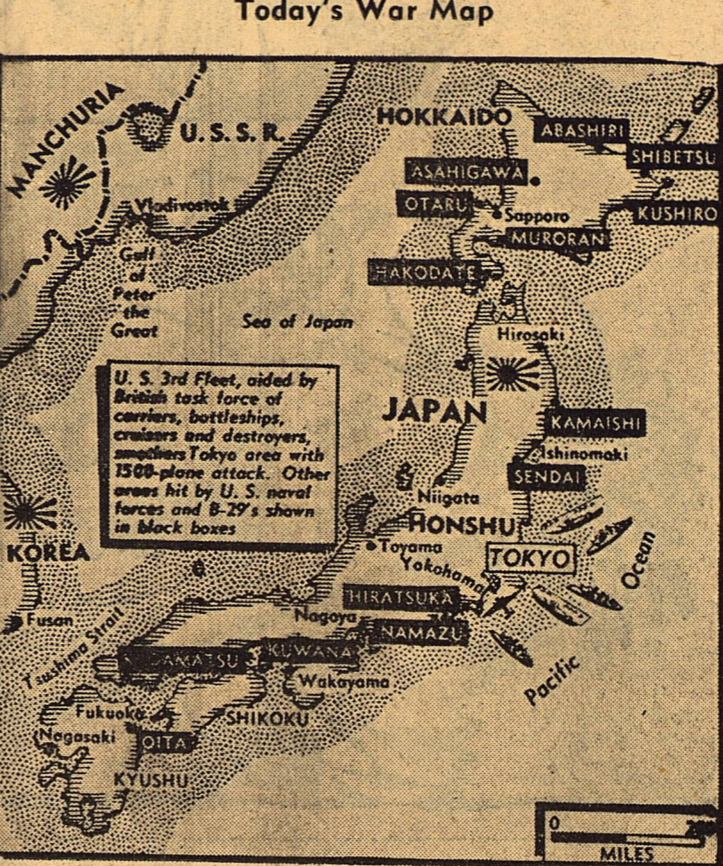 Today's War Map
MANCHURIA
U. S. S. R.
Vladivostok
Gulf
of
Peter
the
Great
Sea of Japan
HOKKAIDO
ABASHIRI
SHIBETSU
ASAHIGAWA
OTARU
Sapporo
KUSHIRO
MURORAN
HAKODATE
Hirosaki
U. S. 3rd Fleet, aided by
British task force of
carriers, battleships,
cruisers and destroyers,
smothers Tokyo area with
1500-plane attack. Other
areas hit by U. S. naval
forces and B-29's shown
in black boxes
JAPAN
KAMAISHI
Ishinomaki
SENDAI
Niigata
HONSHU
KOREA
Toyama
TOKYO
Yokohama
Ocean
HIRATSUKA
Fusan
Nagoya
NAMAZU
Tsushima Strait
KUWANA
Wakayama
Pacific
Fukuoka
SHIKOKU
Nagasaki
OITA
KYUSHU
0
MILES